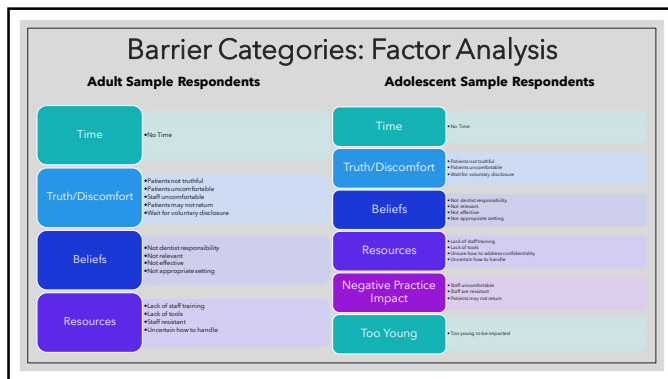 Barrier Categories: Factor Analysis
Adult Sample Respondents
Time
•No Time
Truth/Discomfort
•Patients not truthful
•Patients uncomfortable
•Staff uncomfortable
•Patients may not return
•Wait for voluntary disclosure
Beliefs
•Not dentist responsibility
•Not relevant
•Not effective
•Not appropriate setting
Resources
•Lack of staff training
•Lack of tools
•Staff resistant
•Uncertain how to handle
Adolescent Sample Respondents
Time
•No Time
Truth/Discomfort
•Patients not truthful
•Patients uncomfortable
•Wait for voluntary disclosure
Beliefs
•Not dentist responsibility
•Not relevant
•Not effective
•Not appropriate setting
Resources
•Lack of staff training
•Lack of tools
•Unsure how to address confidentiality
•Uncertain how to handle
Negative Practice
Impact
•Staff uncomfortable
•Staff are resistant
•Patients may not return
Too Young
•Too young to be impacted